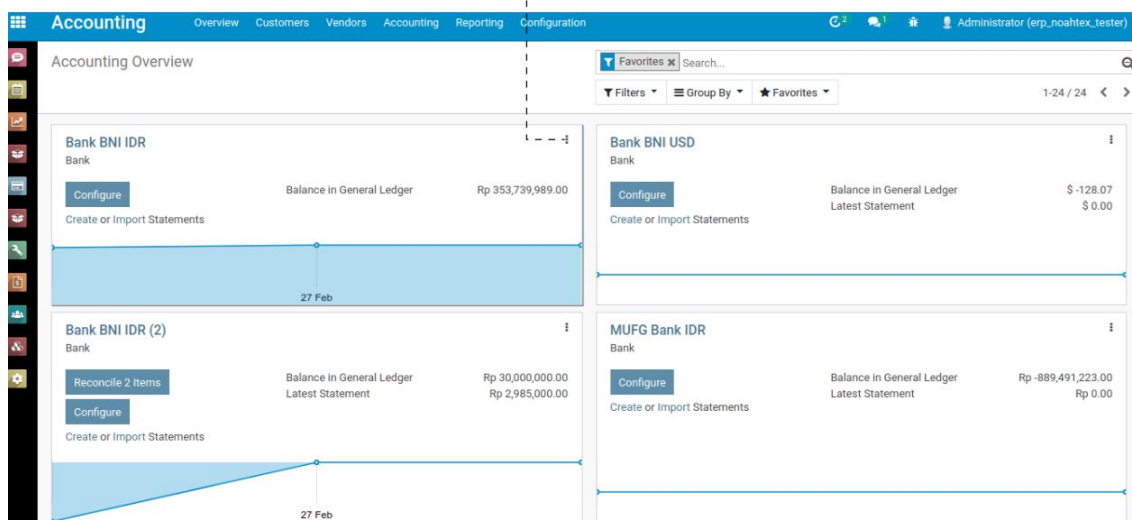 Accounting Overview Customers Vendors Accounting Reporting Configuration 2 1 Administrator (erp_noahtex_tester)
Accounting Overview
Favorites Search...
Filters Group By Favorites 1-24 / 24
Bank BNI IDR
Bank
Configure
Balance in General Ledger Rp 353,739,989.00
Create or Import Statements
27 Feb
Bank BNI USD
Bank
Configure
Balance in General Ledger $ -128.07
Latest Statement $ 0.00
Create or Import Statements
Bank BNI IDR (2)
Bank
Reconcile 2 Items
Balance in General Ledger Rp 30,000,000.00
Latest Statement Rp 2,985,000.00
Configure
Create or Import Statements
27 Feb
MUFG Bank IDR
Bank
Configure
Balance in General Ledger Rp -889,491,223.00
Latest Statement Rp 0.00
Create or Import Statements